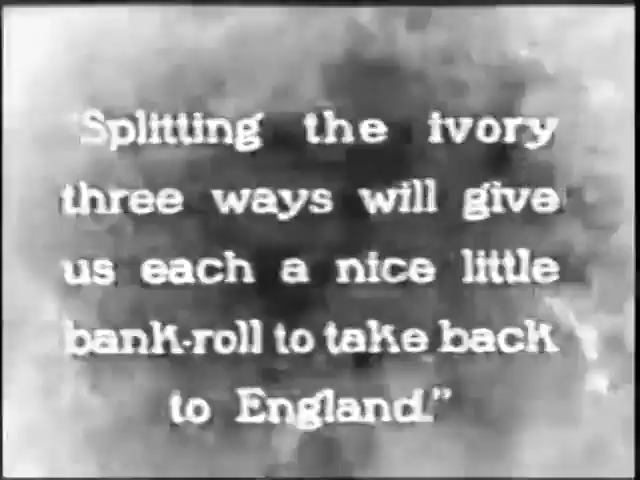 "Splitting the ivory
three ways will give
us each a nice little
bank-roll to take back
to England."